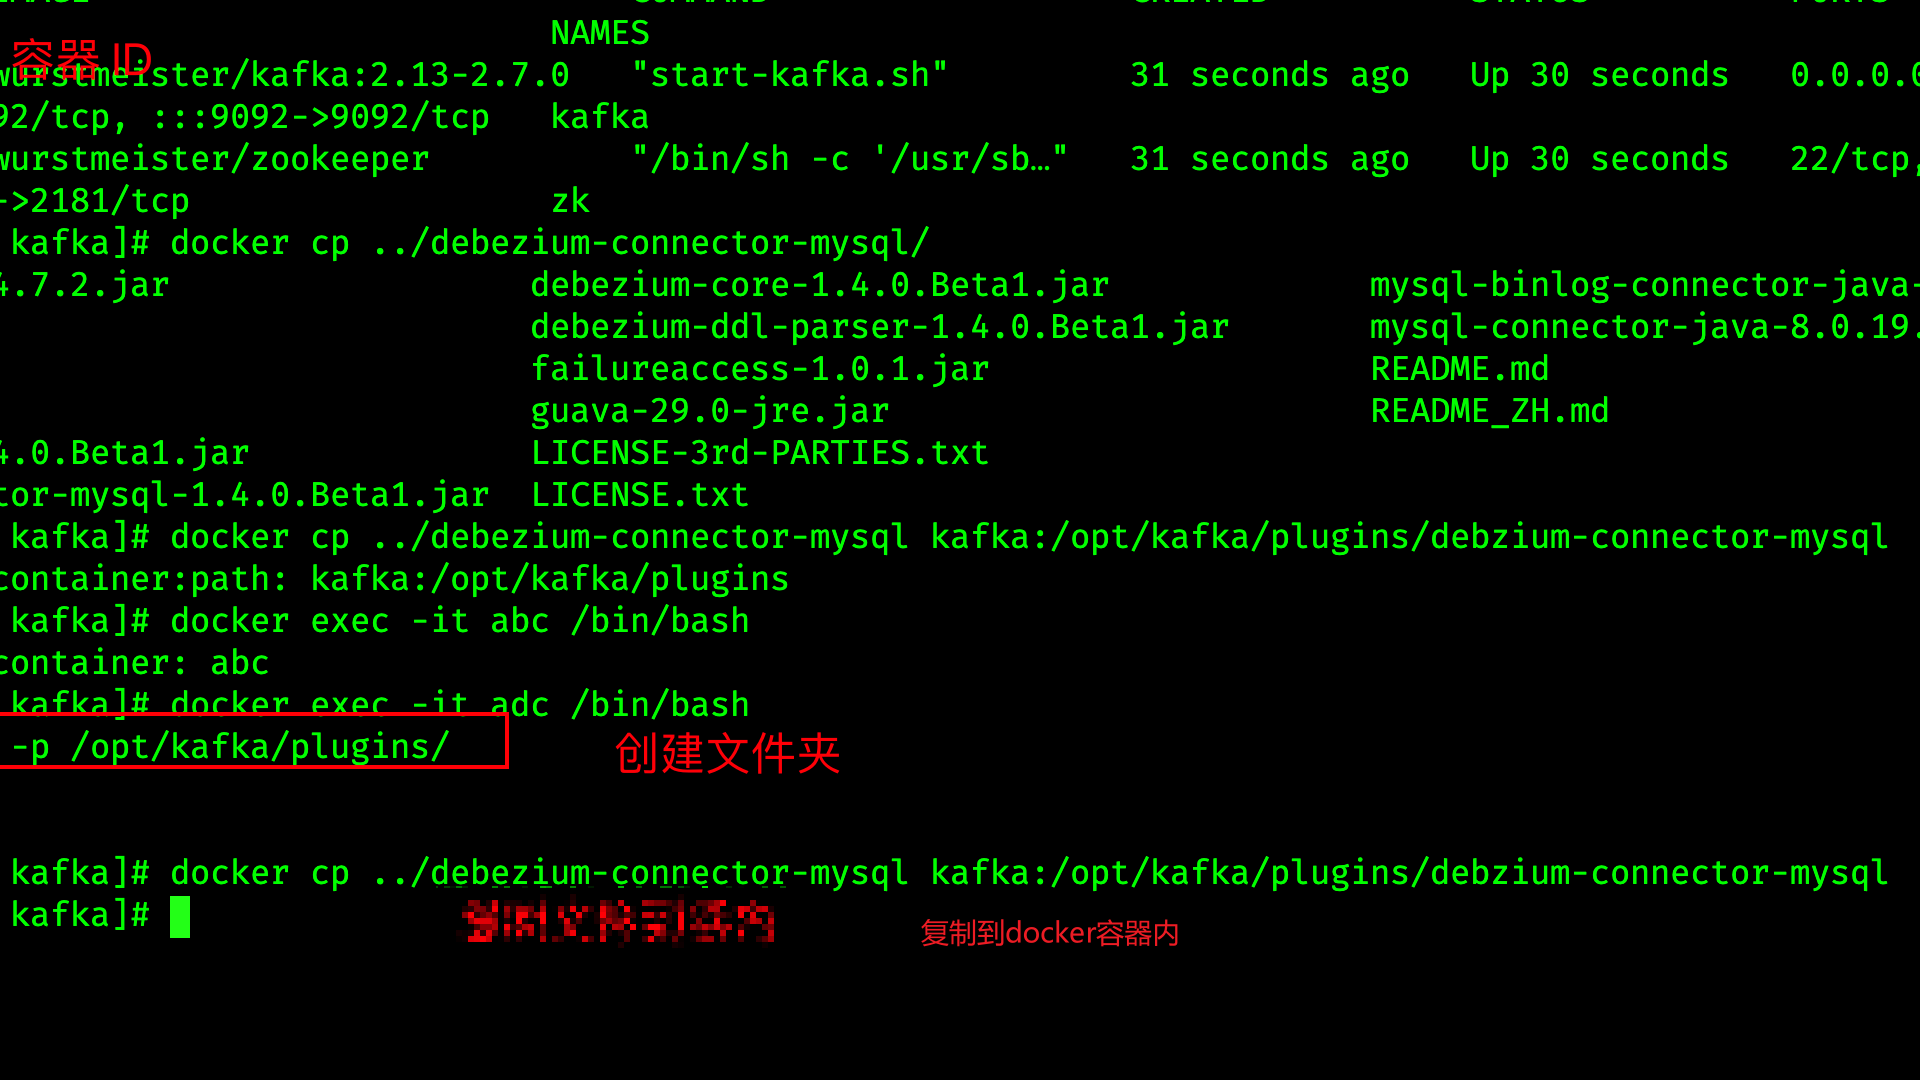 NAMES
容器 ID
wurstmeister/kafka:2.13-2.7.0 "start-kafka.sh" 31 seconds ago Up 30 seconds 0.0.0.0
92/tcp, :::9092->9092/tcp kafka
wurstmeister/zookeeper "/bin/sh -c '/usr/sb…" 31 seconds ago Up 30 seconds 22/tcp,
->2181/tcp zk
kafka]# docker cp ../debezium-connector-mysql/
4.7.2.jar debezium-core-1.4.0.Beta1.jar mysql-binlog-connector-java-
debezium-ddl-parser-1.4.0.Beta1.jar mysql-connector-java-8.0.19.
failureaccess-1.0.1.jar README.md
guava-29.0-jre.jar README_ZH.md
4.0.Beta1.jar LICENSE-3rd-PARTIES.txt
tor-mysql-1.4.0.Beta1.jar LICENSE.txt
kafka]# docker cp ../debezium-connector-mysql kafka:/opt/kafka/plugins/debzium-connector-mysql
container:path: kafka:/opt/kafka/plugins
kafka]# docker exec -it abc /bin/bash
container: abc
kafka]# docker exec -it adc /bin/bash
-p /opt/kafka/plugins/ 创建文件夹
kafka]# docker cp ../debezium-connector-mysql kafka:/opt/kafka/plugins/debzium-connector-mysql
kafka]#
复制到docker容器内